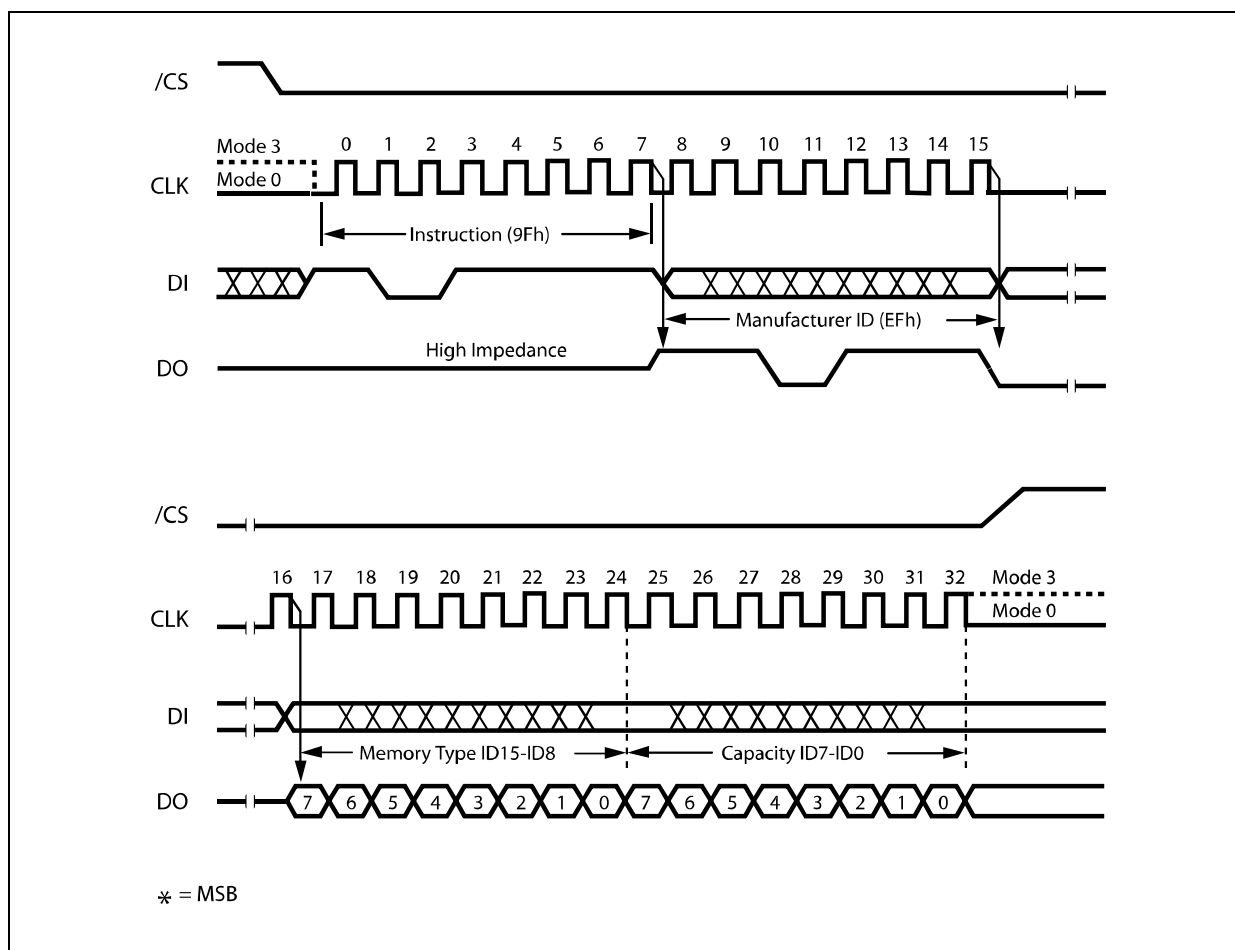 /CS
Mode 3
0 1 2 3 4 5 6 7 8 9 10 11 12 13 14 15
Mode 0
CLK
Instruction (9Fh)
DI
Manufacturer ID (EFh)
High Impedance
DO
/CS
16 17 18 19 20 21 22 23 24 25 26 27 28 29 30 31 32
Mode 3
CLK
Mode 0
DI
Memory Type ID15-ID8
Capacity ID7-ID0
DO
7 6 5 4 3 2 1 0 7 6 5 4 3 2 1 0
* = MSB